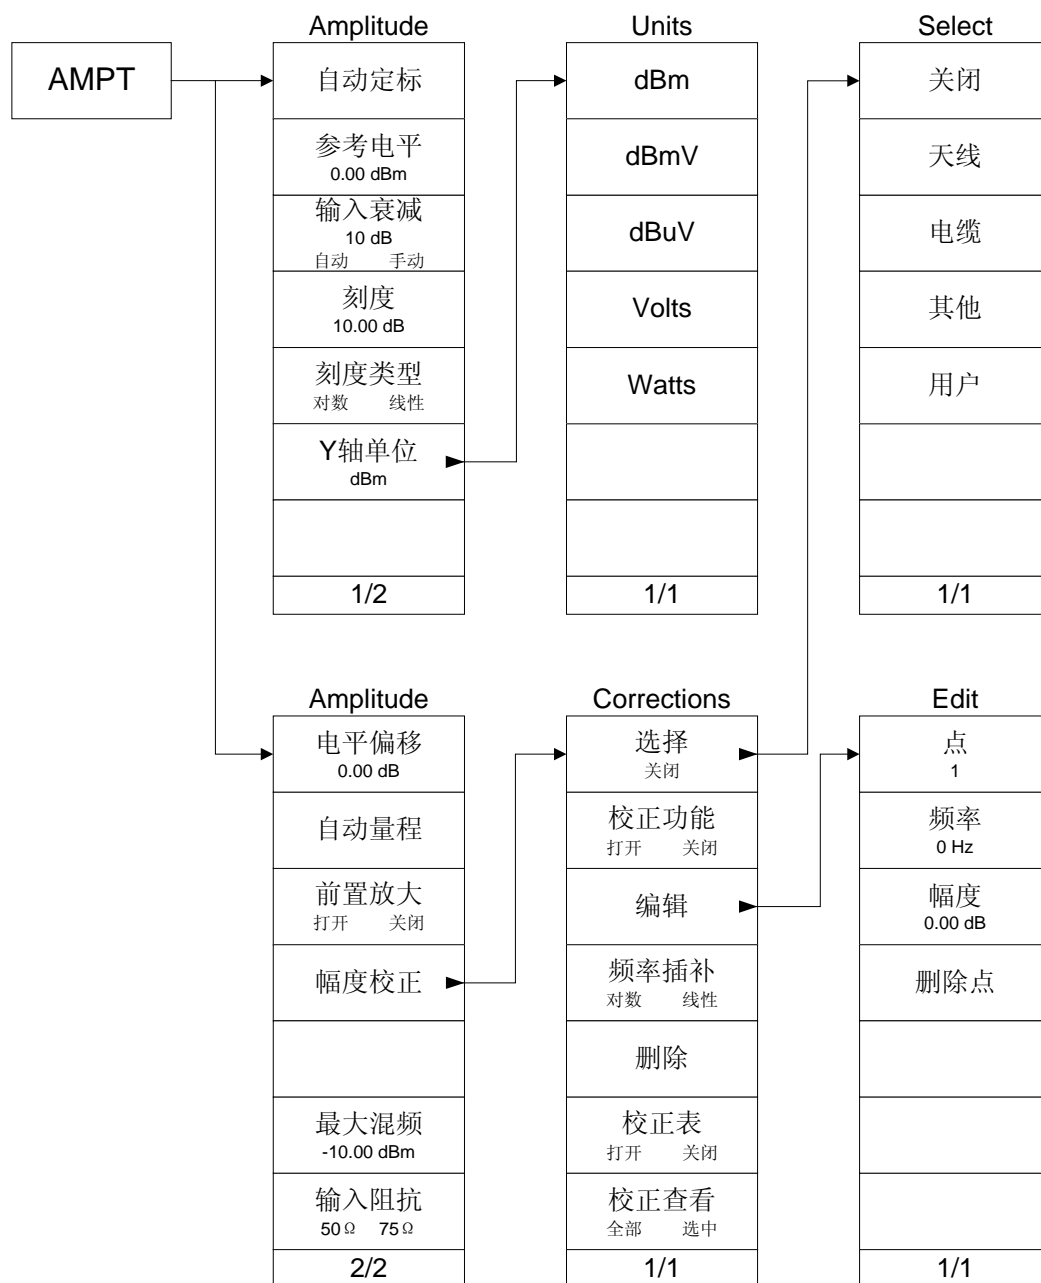 AMPT
Amplitude
自动定标
参考电平
0.00 dBm
输入衰减
10 dB
自动 手动
刻度
10.00 dB
刻度类型
对数 线性
Y轴单位
dBm
1/2
Units
dBm
dBmV
dBuV
Volts
Watts
1/1
Select
关闭
天线
电缆
其他
用户
1/1
Amplitude
电平偏移
0.00 dB
自动量程
前置放大
打开 关闭
幅度校正
最大混频
-10.00 dBm
输入阻抗
50Ω 75Ω
2/2
Corrections
选择
关闭
校正功能
打开 关闭
编辑
频率插补
对数 线性
删除
校正表
打开 关闭
校正查看
全部 选中
1/1
Edit
点
1
频率
0 Hz
幅度
0.00 dB
删除点
1/1